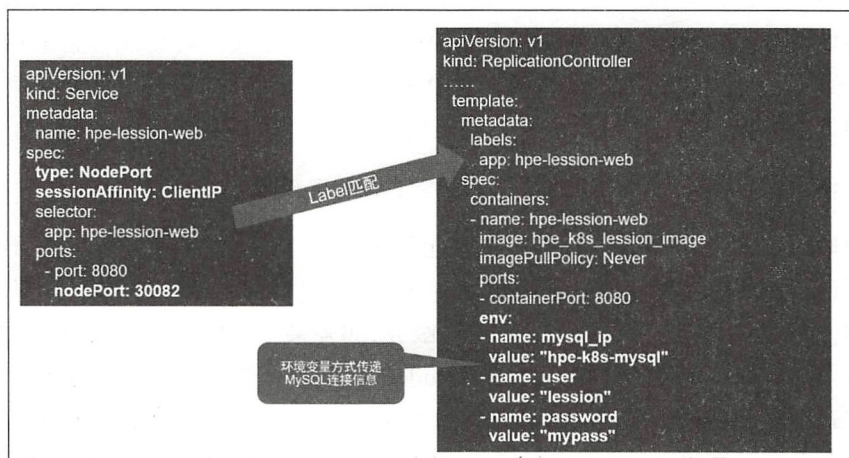 apiVersion: v1
kind: Service
metadata:
name: hpe-lession-web
spec:
type: NodePort
sessionAffinity: ClientIP
selector:
app: hpe-lession-web
ports:
- port: 8080
nodePort: 30082
Label匹配
apiVersion: v1
kind: ReplicationController
......
template:
metadata:
labels:
app: hpe-lession-web
spec:
containers:
- name: hpe-lession-web
image: hpe_k8s_lession_image
imagePullPolicy: Never
ports:
- containerPort: 8080
env:
- name: mysql_ip
value: "hpe-k8s-mysql"
- name: user
value: "lession"
- name: password
value: "mypass"
环境变量方式传递
MySQL连接信息